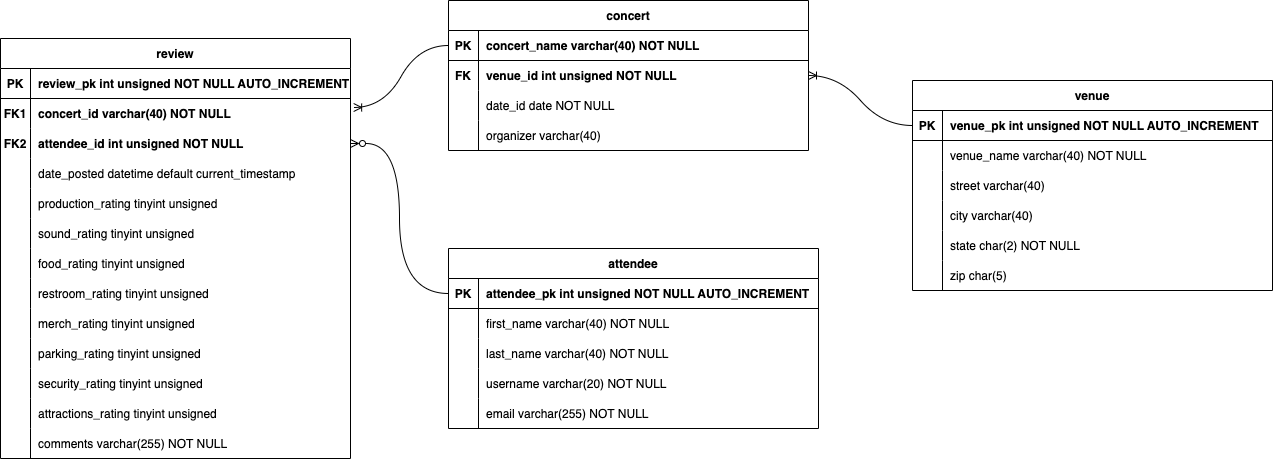 review
PK review_pk int unsigned NOT NULL AUTO_INCREMENT
FK1 concert_id varchar(40) NOT NULL
FK2 attendee_id int unsigned NOT NULL
date_posted datetime default current_timestamp
production_rating tinyint unsigned
sound_rating tinyint unsigned
food_rating tinyint unsigned
restroom_rating tinyint unsigned
merch_rating tinyint unsigned
parking_rating tinyint unsigned
security_rating tinyint unsigned
attractions_rating tinyint unsigned
comments varchar(255) NOT NULL
concert
PK concert_name varchar(40) NOT NULL
FK venue_id int unsigned NOT NULL
date_id date NOT NULL
organizer varchar(40)
attendee
PK attendee_pk int unsigned NOT NULL AUTO_INCREMENT
first_name varchar(40) NOT NULL
last_name varchar(40) NOT NULL
username varchar(20) NOT NULL
email varchar(255) NOT NULL
venue
PK venue_pk int unsigned NOT NULL AUTO_INCREMENT
venue_name varchar(40) NOT NULL
street varchar(40)
city varchar(40)
state char(2) NOT NULL
zip char(5)